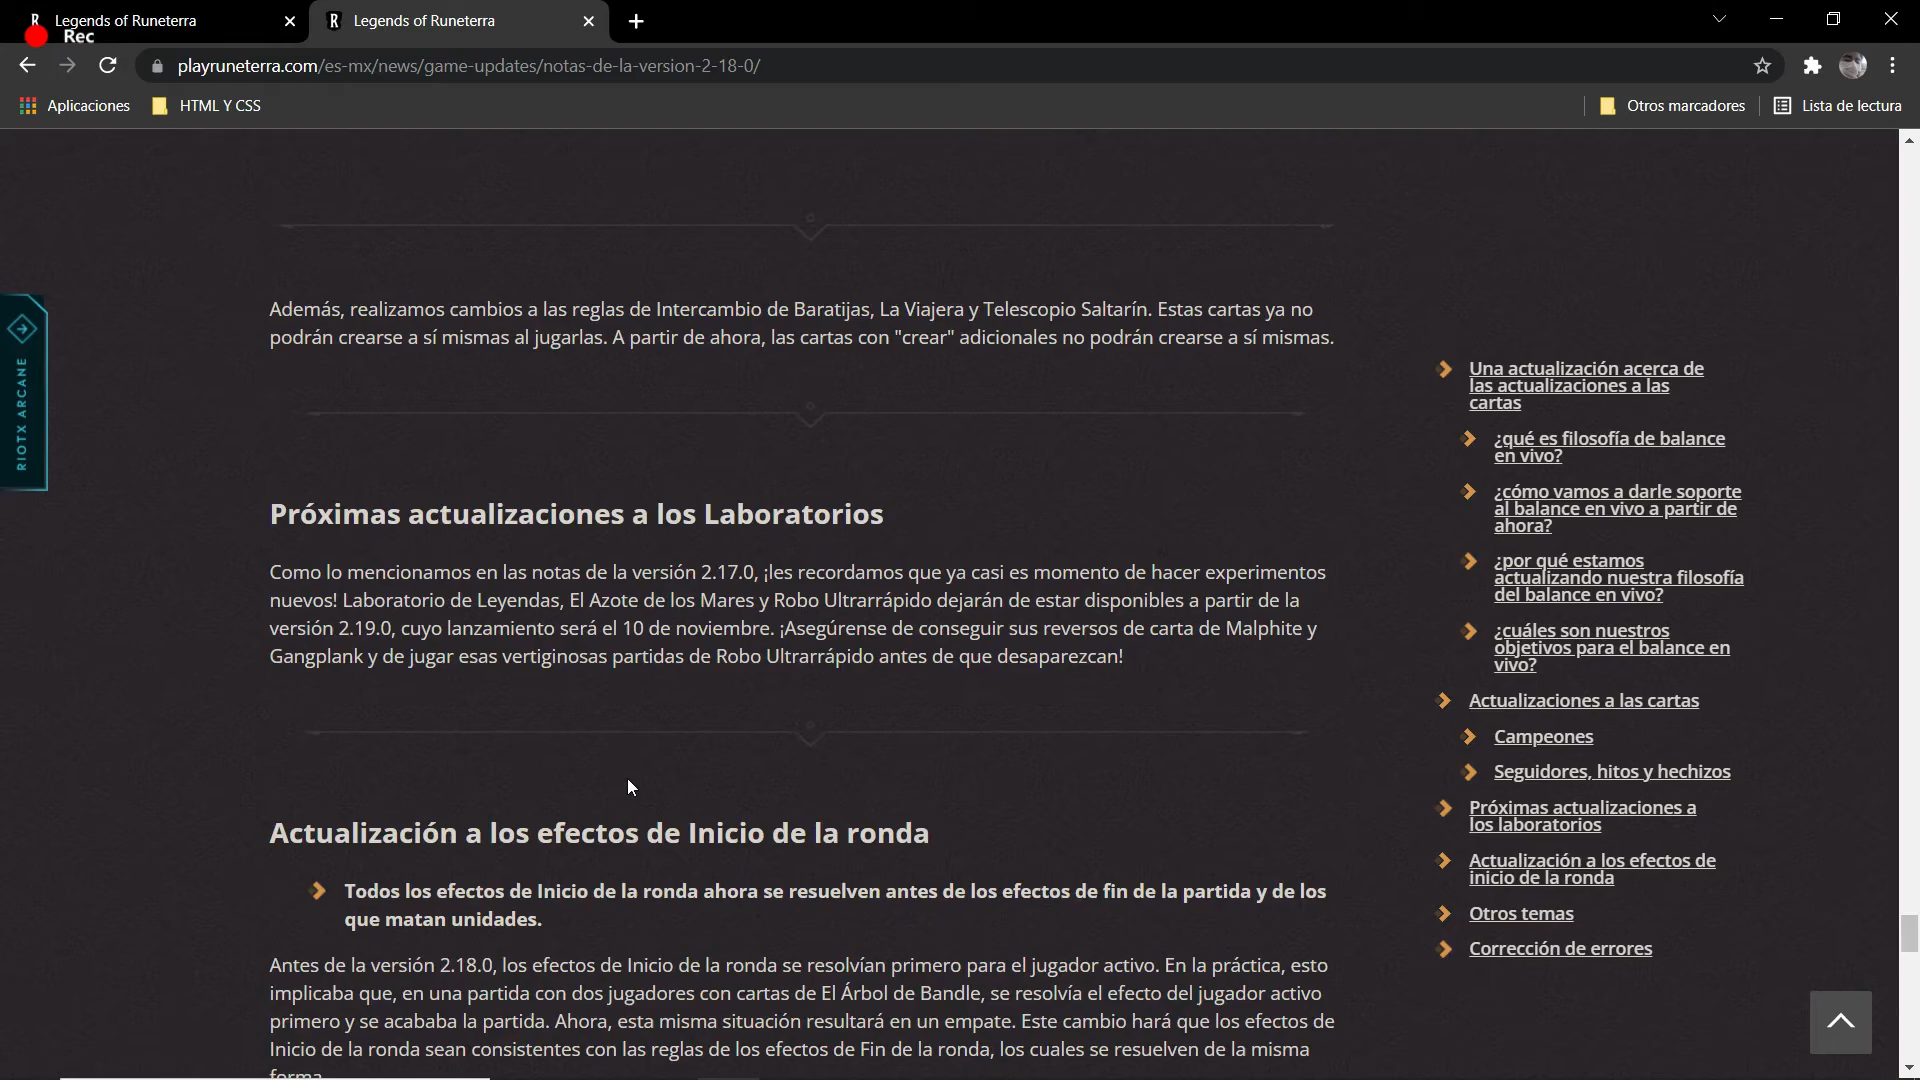 Legends of Runeterra
Legends of Runeterra
Rec
playruneterra.com/es-mx/news/game-updates/notas-de-la-version-2-18-0/
Aplicaciones
HTML Y CSS
Otros marcadores
Lista de lectura
RIOTX ARCANE
Además, realizamos cambios a las reglas de Intercambio de Baratijas, La Viajera y Telescopio Saltarín. Estas cartas ya no
podrán crearse a sí mismas al jugarlas. A partir de ahora, las cartas con "crear" adicionales no podrán crearse a sí mismas.
Próximas actualizaciones a los Laboratorios
Como lo mencionamos en las notas de la versión 2.17.0, ¡les recordamos que ya casi es momento de hacer experimentos
nuevos! Laboratorio de Leyendas, El Azote de los Mares y Robo Ultrarrápido dejarán de estar disponibles a partir de la
versión 2.19.0, cuyo lanzamiento será el 10 de noviembre. ¡Asegúrense de conseguir sus reversos de carta de Malphite y
Gangplank y de jugar esas vertiginosas partidas de Robo Ultrarrápido antes de que desaparezcan!
Actualización a los efectos de Inicio de la ronda
Todos los efectos de Inicio de la ronda ahora se resuelven antes de los efectos de fin de la partida y de los
que matan unidades.
Antes de la versión 2.18.0, los efectos de Inicio de la ronda se resolvían primero para el jugador activo. En la práctica, esto
implicaba que, en una partida con dos jugadores con cartas de El Árbol de Bandle, se resolvía el efecto del jugador activo
primero y se acababa la partida. Ahora, esta misma situación resultará en un empate. Este cambio hará que los efectos de
Inicio de la ronda sean consistentes con las reglas de los efectos de Fin de la ronda, los cuales se resuelven de la misma
forma.
Una actualización acerca de
las actualizaciones a las
cartas
¿qué es filosofía de balance
en vivo?
¿cómo vamos a darle soporte
al balance en vivo a partir de
ahora?
¿por qué estamos
actualizando nuestra filosofía
del balance en vivo?
¿cuáles son nuestros
objetivos para el balance en
vivo?
Actualizaciones a las cartas
Campeones
Seguidores, hitos y hechizos
Próximas actualizaciones a
los laboratorios
Actualización a los efectos de
inicio de la ronda
Otros temas
Corrección de errores